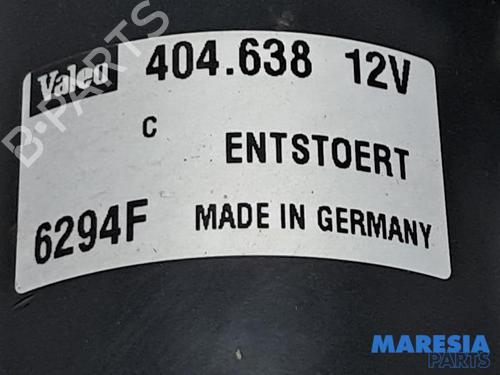 Valeo 404.638 12V
C
ENTSTOERT
6294F MADE IN GERMANY
B-PARTS
MARESIA
PARTS